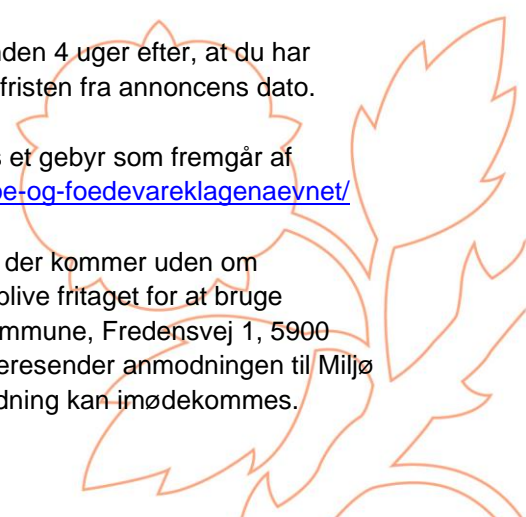 nden 4 uger efter, at du har
fristen fra annoncens dato.
s et gebyr som fremgår af
oe-og-foedevareklagenaevnet/
der kommer uden om
blive fritaget for at bruge
mmune, Fredensvej 1, 5900
eresender anmodningen til Miljø
dning kan imødekommes.